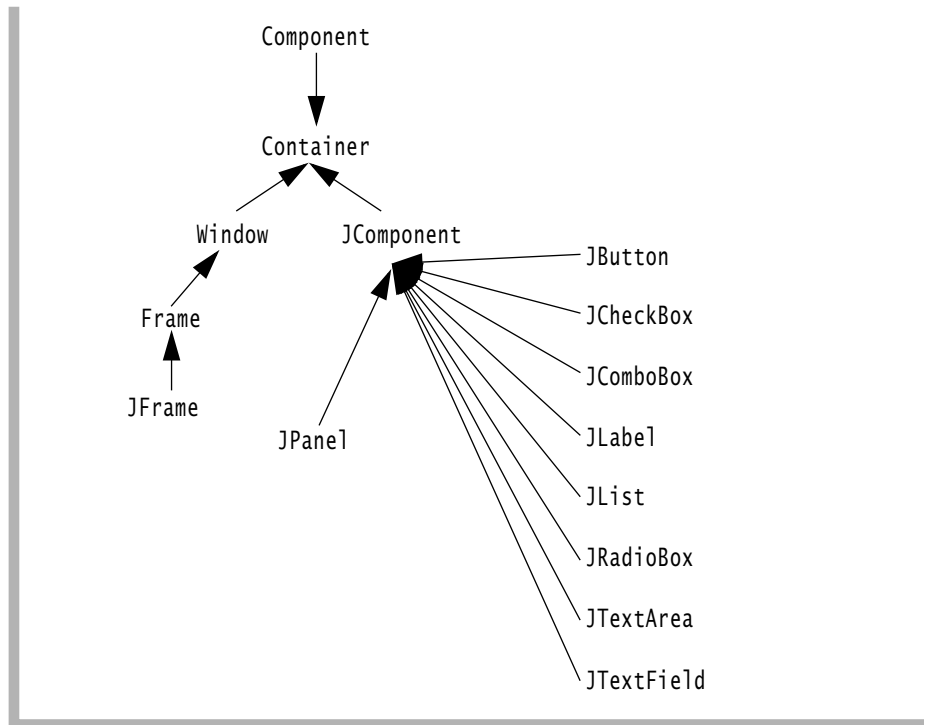 Component
Container
Window
JComponent
JButton
Frame
JCheckBox
JComboBox
JFrame
JPanel
JLabel
JList
JRadioBox
JTextArea
JTextField